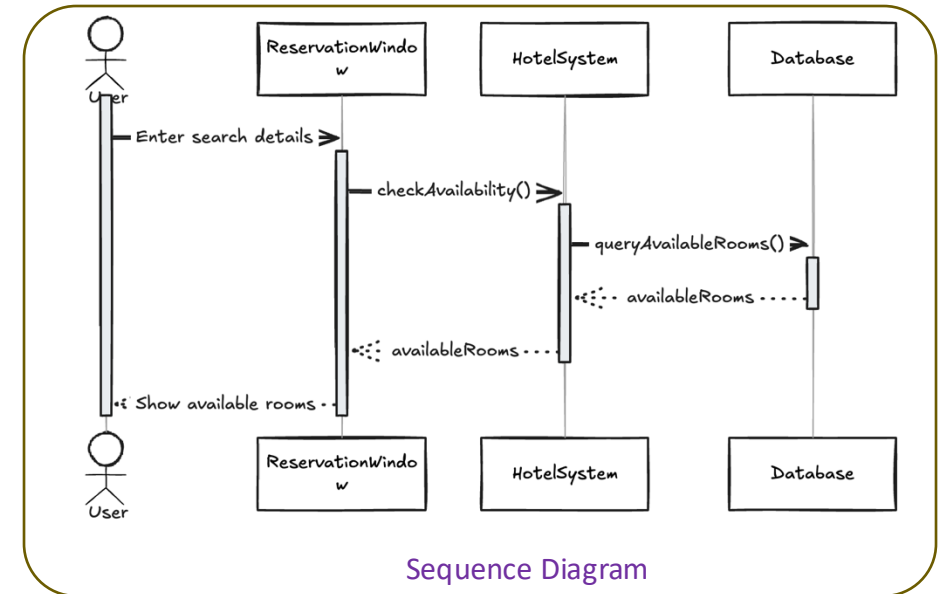 User
ReservationWindo
w
HotelSystem
Database
Enter search details
checkAvailability()
queryAvailableRooms()
availableRooms
availableRooms
Show available rooms
User
ReservationWindo
w
HotelSystem
Database
Sequence Diagram